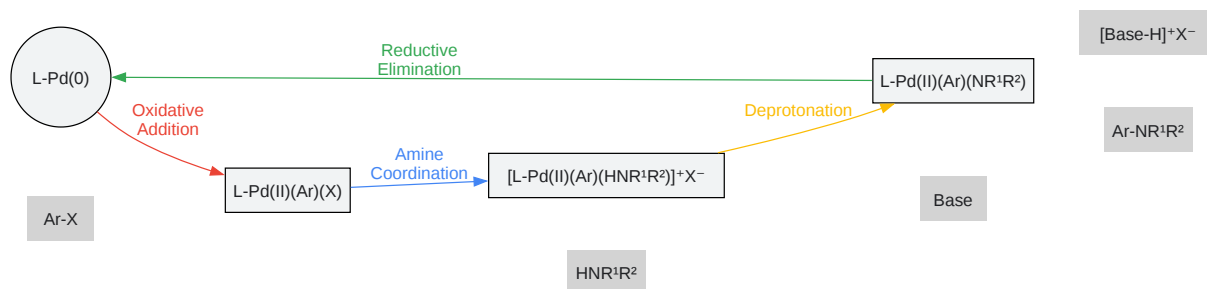 [Base-H]⁺X⁻
Reductive
Elimination
L-Pd(0)
L-Pd(II)(Ar)(NR¹R²)
Oxidative
Addition
Deprotonation
Ar-NR¹R²
Amine
Coordination
L-Pd(II)(Ar)(X)
[L-Pd(II)(Ar)(HNR¹R²)]⁺X⁻
Base
Ar-X
HNR¹R²